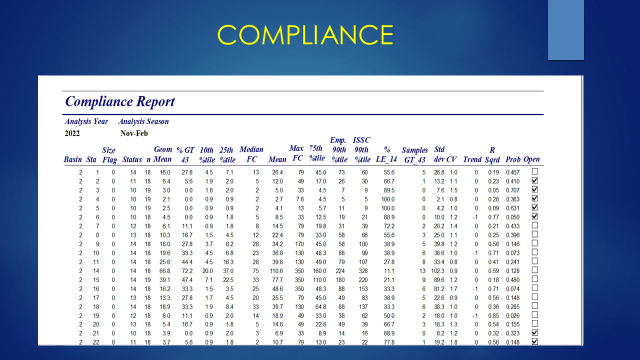 COMPLIANCE
Compliance Report
Analysis Year Analysis Season
2022 Nov-Feb
Emp. ISSC
Size Geom % GT 10th 25th Median Max 75th 90th 90th % Samples Std R
Basin Sta Flag Status n Mean 43 %tile %tile FC Mean FC %tile %tile %tile LE_14 GT_43 dev CV Trend Sqrd Prob Open
2 1 0 14 18 16.0 27.8 4.5 7.1 13 26.4 79 45.0 73 60 55.6 5 26.8 1.0 0 0.19 0.467
2 2 0 11 18 6.4 5.6 1.9 2.0 5 12.0 49 17.0 26 30 66.7 1 13.2 1.1 0 0.23 0.410
2 3 0 10 19 3.0 0.0 1.8 2.0 2 5.0 33 4.5 7 9 89.5 0 7.6 1.5 0 0.05 0.707
2 4 0 10 19 2.1 0.0 0.9 0.9 2 2.7 7.8 4.5 5 5 100.0 0 2.1 0.8 0 0.28 0.363
2 5 0 10 19 2.5 0.0 0.9 0.9 2 4.1 13 5.7 11 9 100.0 0 4.2 1.0 0 0.09 0.631
2 6 0 10 18 4.5 0.0 0.9 1.8 5 8.5 33 12.5 19 21 88.9 0 10.0 1.2 -1 0.77 0.050
2 7 0 12 18 6.1 11.1 0.9 1.8 8 14.5 79 19.8 31 39 72.2 2 20.2 1.4 0 0.21 0.433
2 8 0 13 18 10.3 16.7 1.5 4.5 12 22.4 79 33.0 58 66 55.6 3 25.0 1.1 0 0.25 0.396
2 9 0 14 18 18.0 27.8 3.7 8.2 28 34.2 170 45.0 58 100 38.9 5 39.8 1.2 0 0.56 0.146
2 10 0 14 18 19.6 33.3 4.5 6.8 23 36.8 130 48.3 88 99 38.9 6 38.6 1.0 -1 0.71 0.073
2 11 0 14 18 25.6 44.4 4.5 16.3 28 39.8 130 49.0 79 107 27.8 8 33.4 0.8 0 0.41 0.241
2 14 0 14 18 66.8 72.2 20.0 37.0 75 110.6 350 160.0 224 328 11.1 13 102.3 0.9 0 0.59 0.128
2 15 0 14 19 39.1 47.4 7.1 22.5 33 77.7 350 110.0 180 220 21.1 9 89.6 1.2 0 0.18 0.480
2 16 0 14 18 16.2 33.3 1.5 3.5 25 48.6 350 48.3 88 153 33.3 6 81.2 1.7 -1 0.71 0.074
2 17 0 13 18 13.3 27.8 1.7 4.5 20 25.5 79 45.0 49 83 38.9 5 22.6 0.9 0 0.56 0.148
2 18 0 14 18 18.9 33.3 1.9 8.4 33 39.7 130 64.8 88 137 33.3 6 38.3 1.0 0 0.36 0.285
2 19 0 12 18 8.0 11.1 0.9 2.0 14 18.9 49 33.0 38 62 50.0 2 18.0 1.0 -1 0.85 0.026
2 20 0 13 18 5.4 16.7 0.9 1.8 5 14.6 49 22.8 49 39 66.7 3 18.3 1.3 0 0.54 0.155
2 21 0 10 18 3.9 0.0 0.9 2.0 3 6.9 33 8.9 14 16 88.9 0 8.2 1.2 0 0.32 0.323
2 22 0 11 18 3.7 5.6 0.9 1.8 2 10.7 79 13.0 23 22 77.8 1 19.2 1.8 0 0.56 0.148